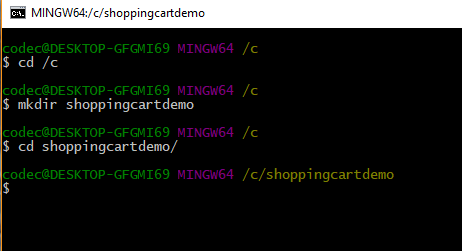 MINGW64:/c/shoppingcartdemo
codec@DESKTOP-GFGMI69 MINGW64 /c
$ cd /c
codec@DESKTOP-GFGMI69 MINGW64 /c
$ mkdir shoppingcartdemo
codec@DESKTOP-GFGMI69 MINGW64 /c
$ cd shoppingcartdemo/
codec@DESKTOP-GFGMI69 MINGW64 /c/shoppingcartdemo
$